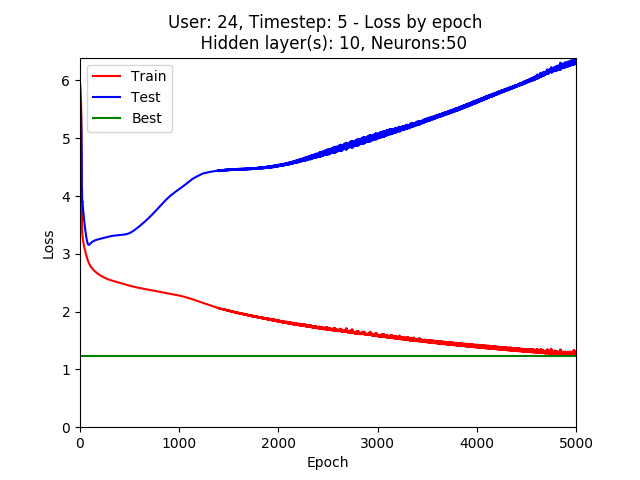 User: 24, Timestep: 5 - Loss by epoch
Hidden layer(s): 10, Neurons:50
Train
Test
Best
6
5
4
3
2
1
0
Loss
0 1000 2000 3000 4000 5000
Epoch